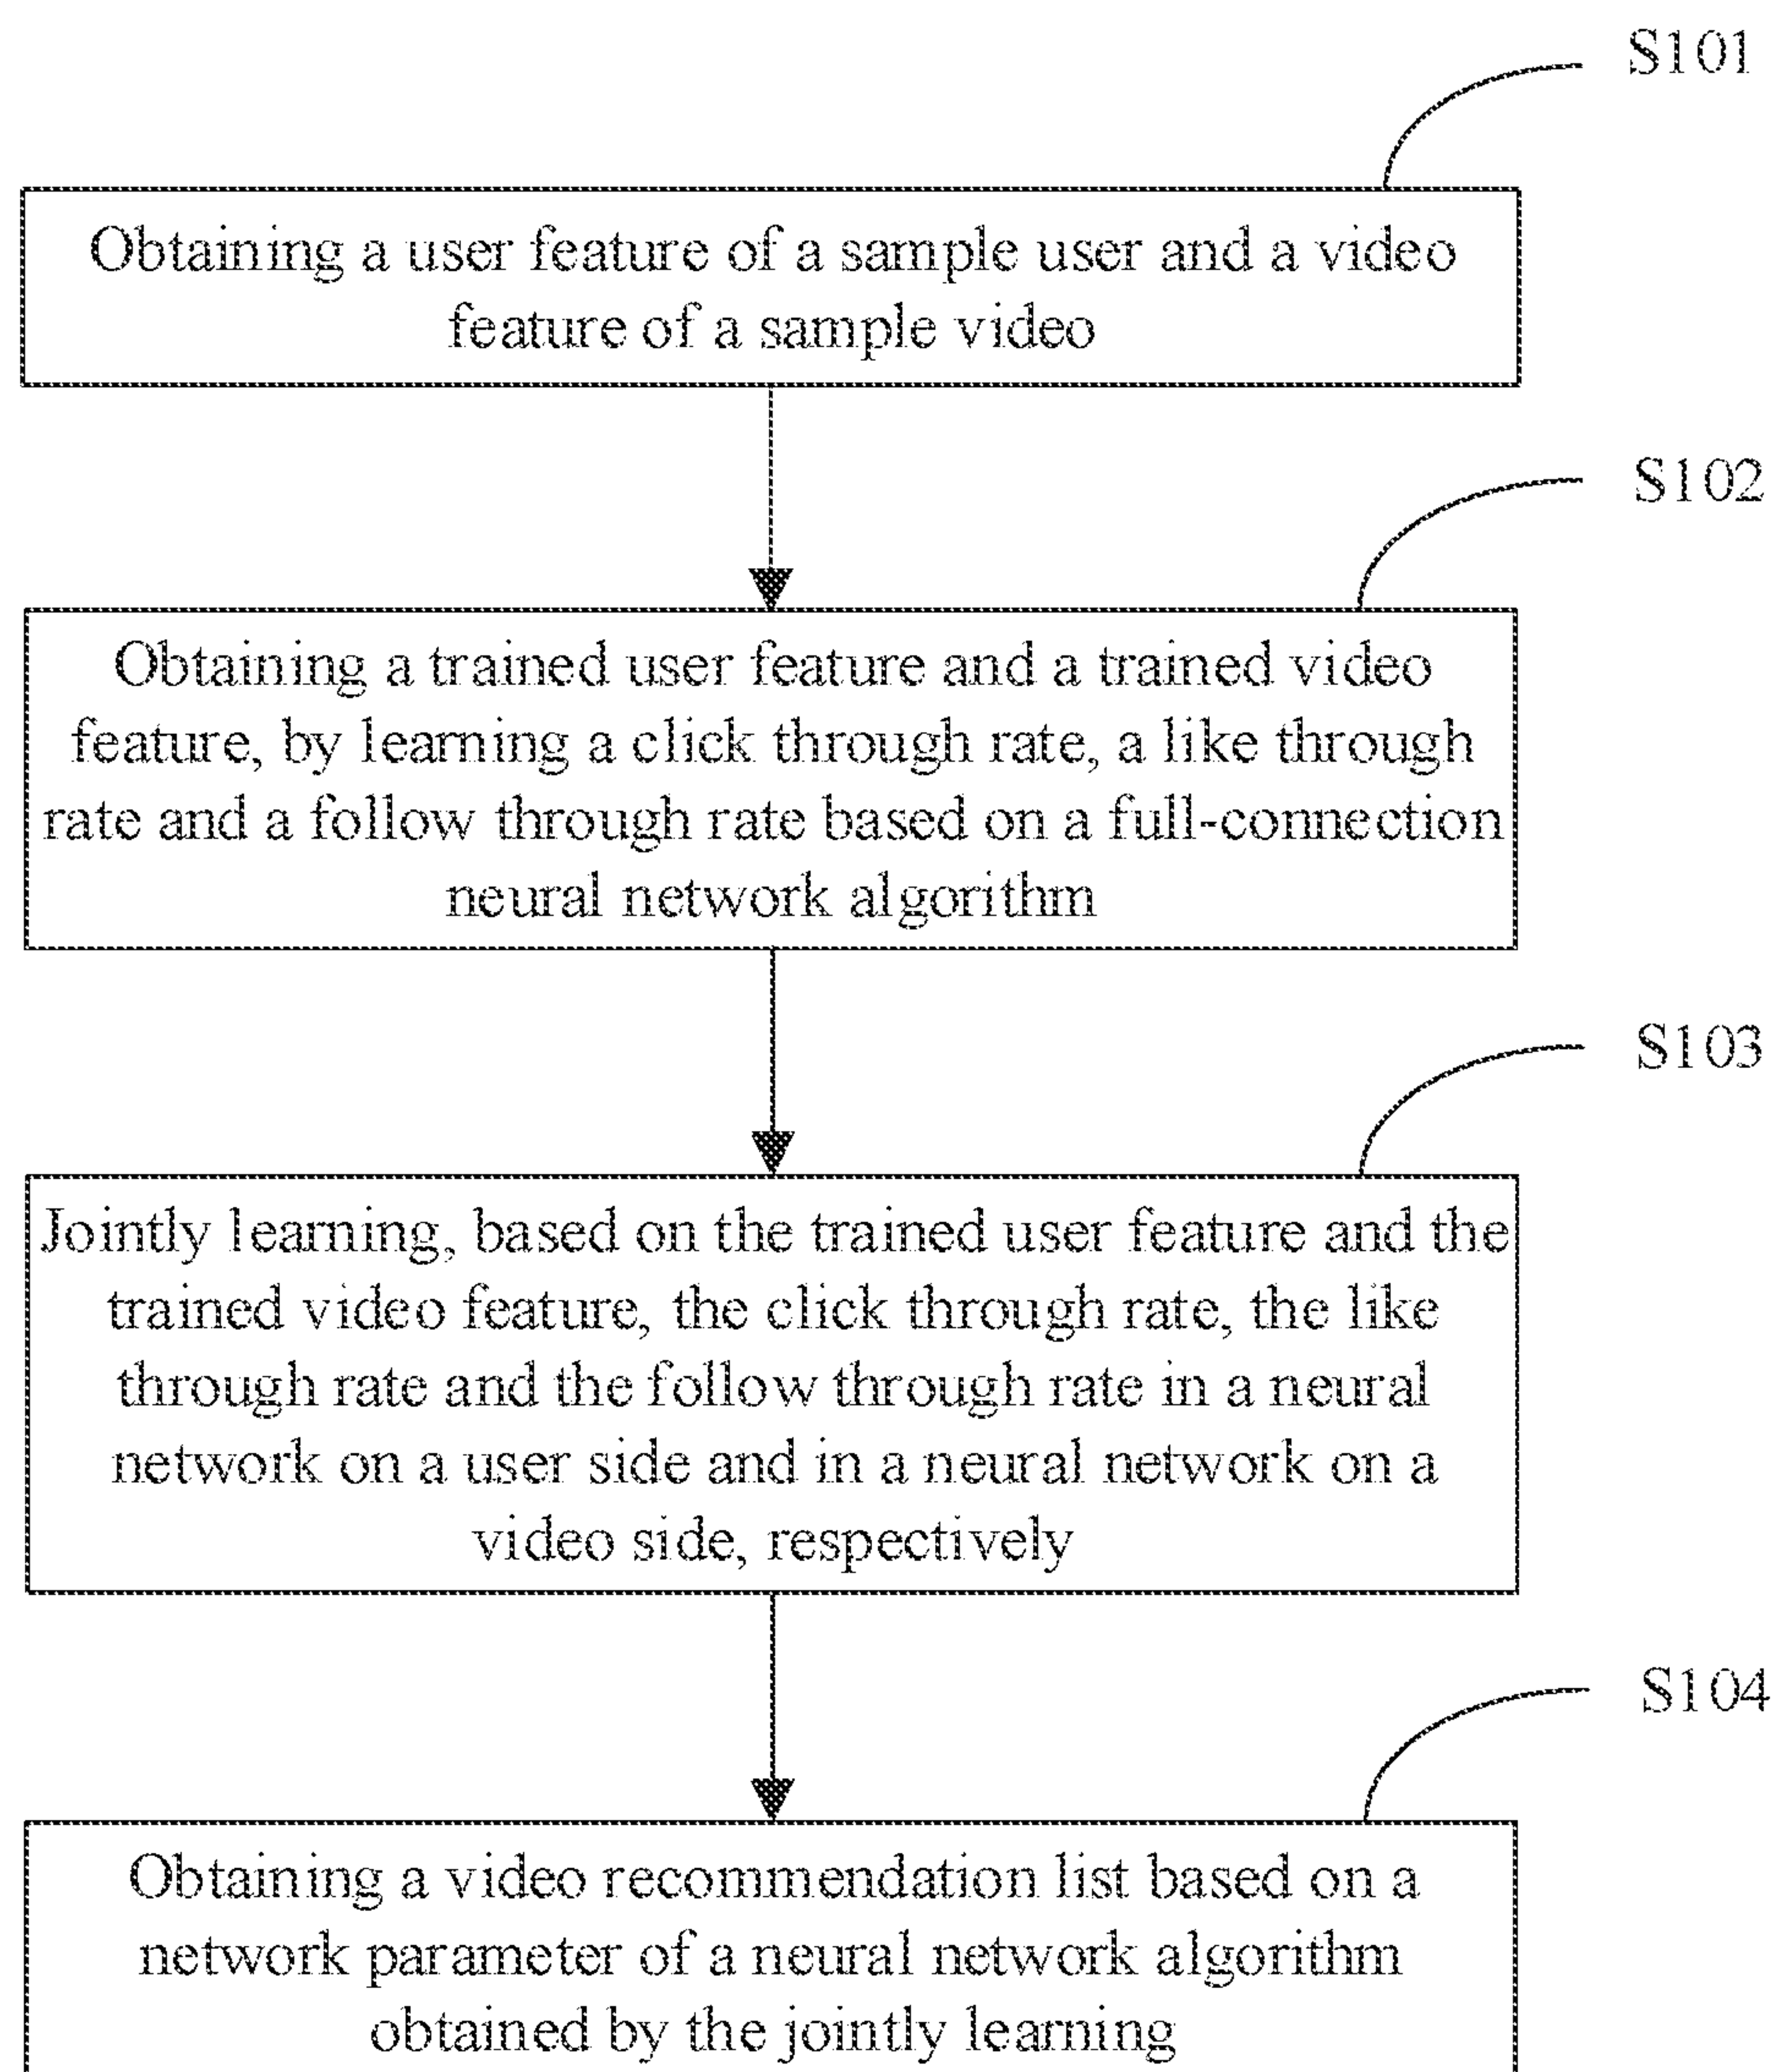 S101
Obtaining a user feature of a sample user and a video
feature of a sample video
S102
Obtaining a trained user feature and a trained video
feature, by learning a click through rate, a like through
rate and a follow through rate based on a full-connection
neural network algorithm
S103
Jointly learning, based on the trained user feature and the
trained video feature, the click through rate, the like
through rate and the follow through rate in a neural
network on a user side and in a neural network on a
video side, respectively
S104
Obtaining a video recommendation list based on a
network parameter of a neural network algorithm
obtained by the jointly learning